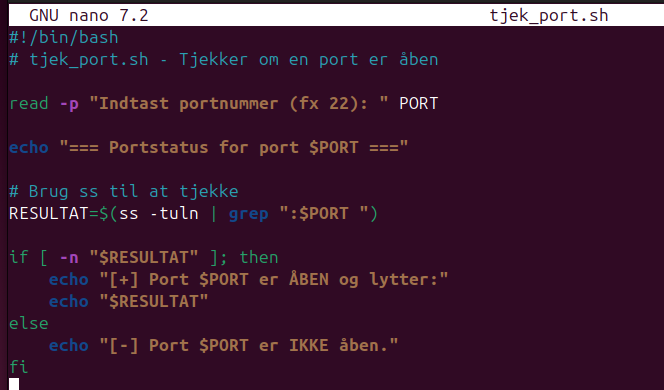 GNU nano 7.2 tjek_port.sh
#!/bin/bash
# tjek_port.sh - Tjekker om en port er åben
read -p "Indtast portnummer (fx 22): " PORT
echo "=== Portstatus for port $PORT ==="
# Brug ss til at tjekke
RESULTAT=$(ss -tuln | grep ":$PORT ")
if [ -n "$RESULTAT" ]; then
    echo "[+] Port $PORT er ÅBEN og lytter:"
    echo "$RESULTAT"
else
    echo "[-] Port $PORT er IKKE åben."
fi